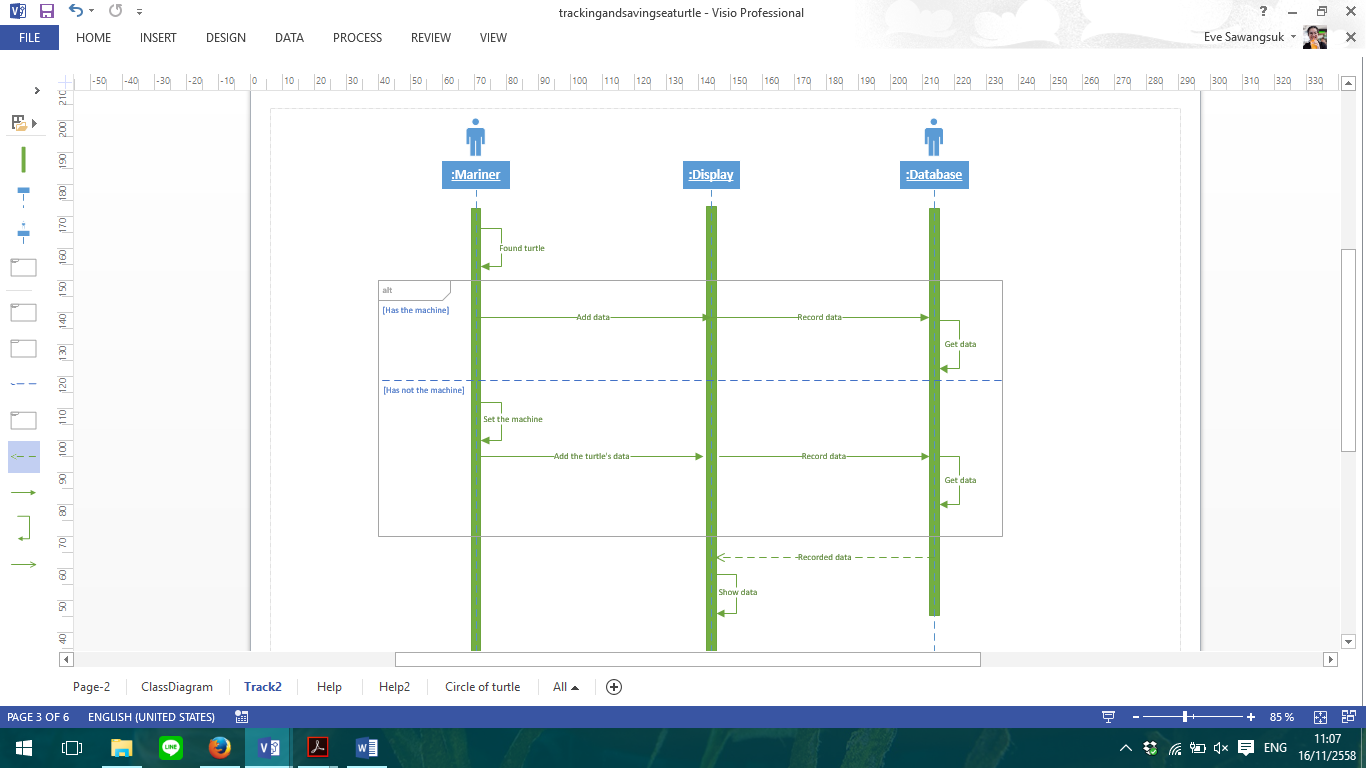 trackingandsavingseaturtle - Visio Professional
FILE HOME INSERT DESIGN DATA PROCESS REVIEW VIEW Eve Sawangsuk
-50 -40 -30 -20 0 10 20 30 40 50 60 70 80 90 100 110 120 130 140 150 160 170 180 190 200 210 220 230 240 250 260 270 280 290 300 310 320 330
210
200
190
180
170
160
150
140
130
120
110
100
90
80
70
60
50
40
:Mariner :Display :Database
Found turtle
alt
[Has the machine]
Add data Record data
Get data
[Has not the machine]
Set the machine
Add the turtle's data Record data
Get data
Recorded data
Show data
Page-2 ClassDiagram Track2 Help Help2 Circle of turtle All
PAGE 3 OF 6 ENGLISH (UNITED STATES) 85 %
LINE
ENG
11:07
16/11/2558